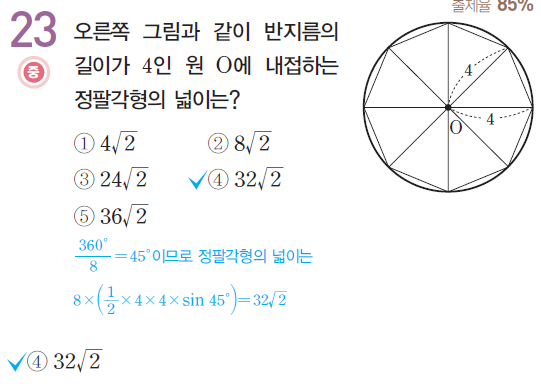 출제율 85%
23 오른쪽 그림과 같이 반지름의
중 길이가 4인 원 O에 내접하는
정팔각형의 넓이는?
① 4√2 ② 8√2
③ 24√2 ④ 32√2
⑤ 36√2
360°/8 = 45°이므로 정팔각형의 넓이는
8×(1/2×4×4×sin 45°)=32√2
④ 32√2
4
O
4